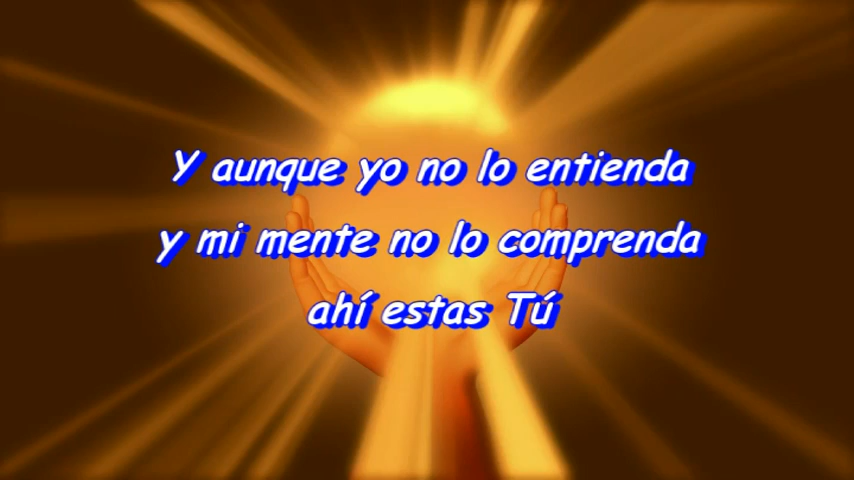 Y aunque yo no lo entienda
y mi mente no lo comprenda
ahí estas Tú